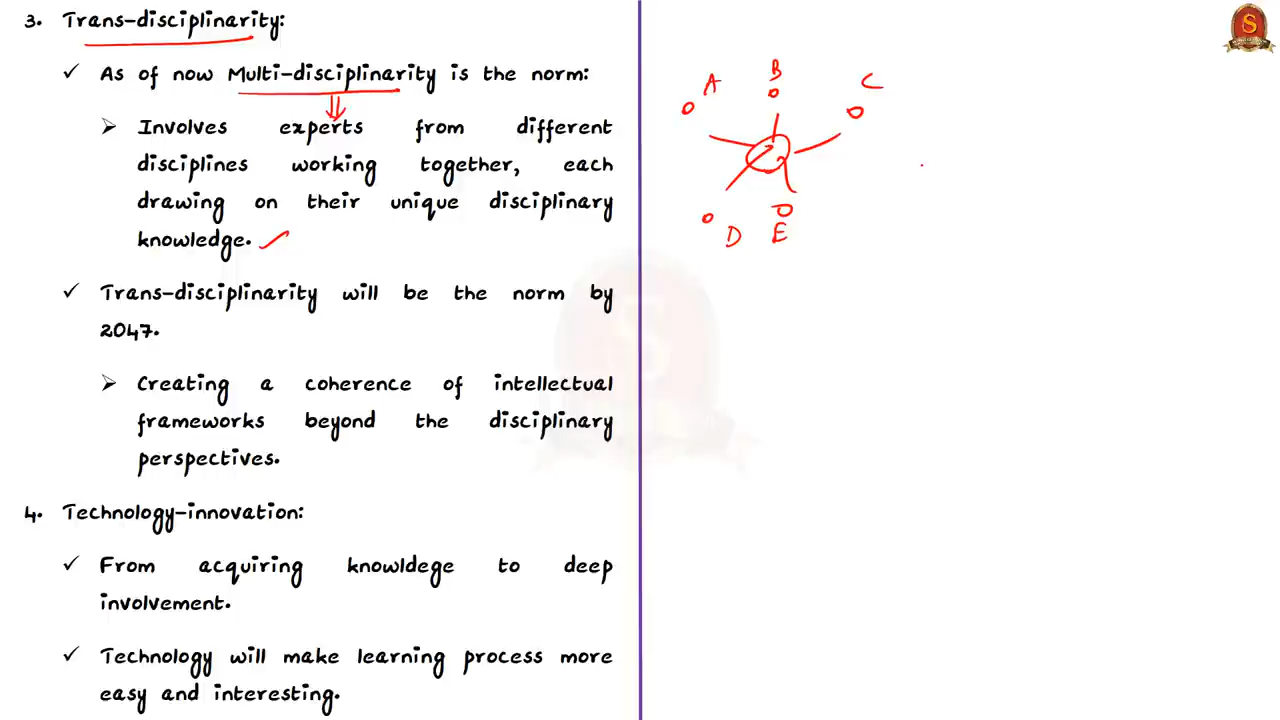 3. Trans-disciplinarity:
✓ As of now Multi-disciplinarity is the norm:
➢ Involves experts from different
disciplines working together, each
drawing on their unique disciplinary
knowledge.
✓ Trans-disciplinarity will be the norm by
2047.
➢ Creating a coherence of intellectual
frameworks beyond the disciplinary
perspectives.
4. Technology-innovation:
✓ From acquiring knowldege to deep
involvement.
✓ Technology will make learning process more
easy and interesting.
A B C
D E
S
S